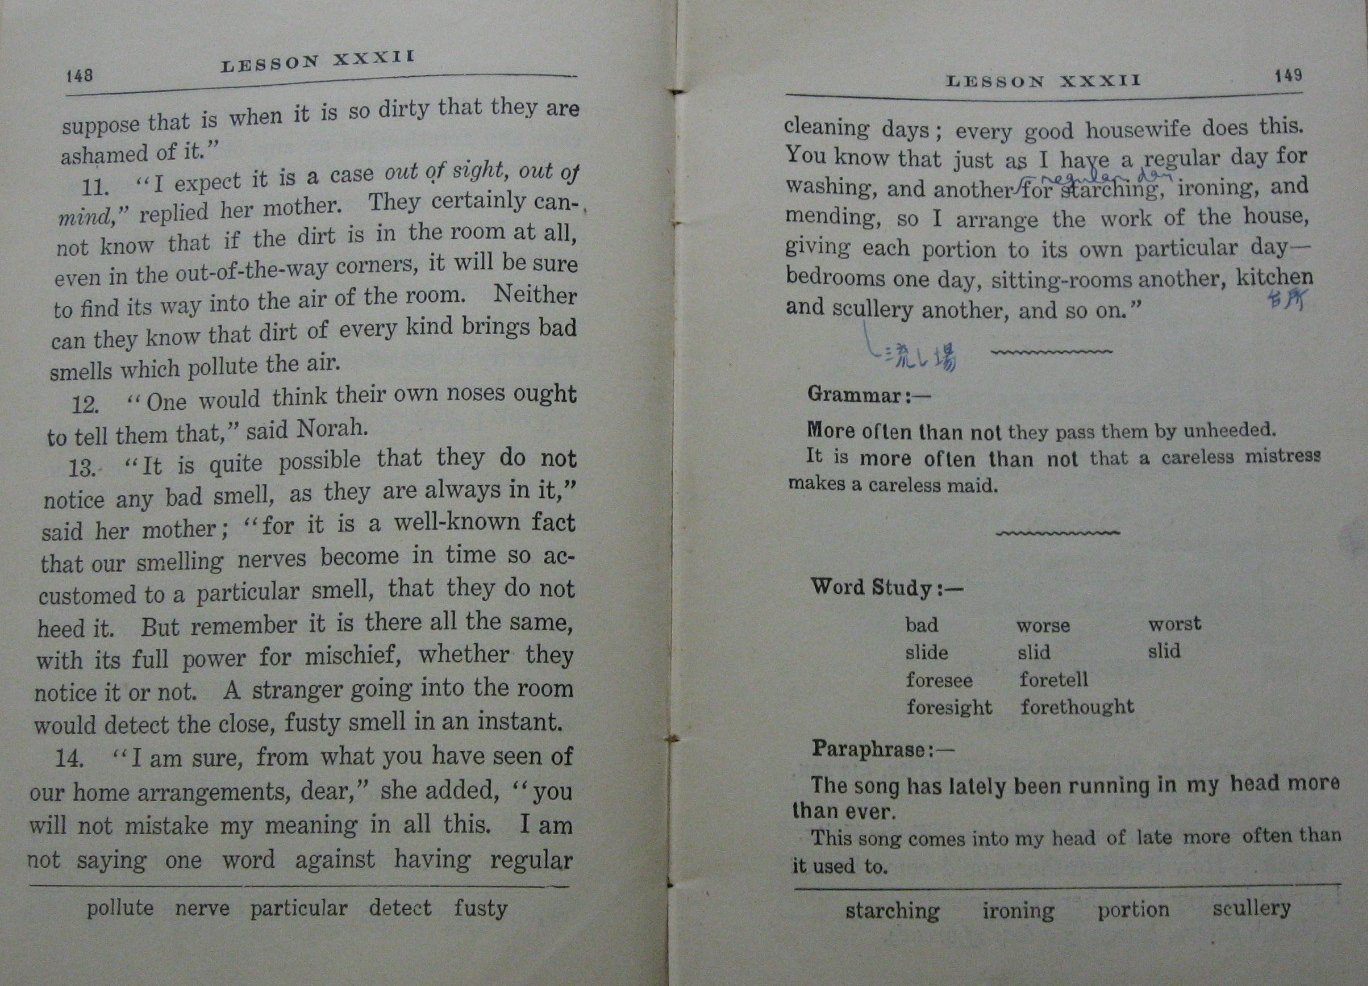 148
LESSON XXXII
suppose that is when it is so dirty that they are
ashamed of it."
11. "I expect it is a case out of sight, out of
mind," replied her mother. They certainly can-
not know that if the dirt is in the room at all,
even in the out-of-the-way corners, it will be sure
to find its way into the air of the room. Neither
can they know that dirt of every kind brings bad
smells which pollute the air.
12. "One would think their own noses ought
to tell them that," said Norah.
13. "It is quite possible that they do not
notice any bad smell, as they are always in it,"
said her mother; "for it is a well-known fact
that our smelling nerves become in time so ac-
customed to a particular smell, that they do not
heed it. But remember it is there all the same,
with its full power for mischief, whether they
notice it or not. A stranger going into the room
would detect the close, fusty smell in an instant.
14. "I am sure, from what you have seen of
our home arrangements, dear," she added, "you
will not mistake my meaning in all this. I am
not saying one word against having regular
pollute nerve particular detect fusty
LESSON XXXII
149
cleaning days; every good housewife does this.
You know that just as I have a regular day for
regular day
washing, and another for starching, ironing, and
mending, so I arrange the work of the house,
giving each portion to its own particular day—
bedrooms one day, sitting-rooms another, kitchen
台所
and scullery another, and so on."
流し場
Grammar:—
More often than not they pass them by unheeded.
It is more often than not that a careless mistress
makes a careless maid.
Word Study:—
bad worse worst
slide slid slid
foresee foretell
foresight forethought
Paraphrase:—
The song has lately been running in my head more
than ever.
This song comes into my head of late more often than
it used to.
starching ironing portion scullery